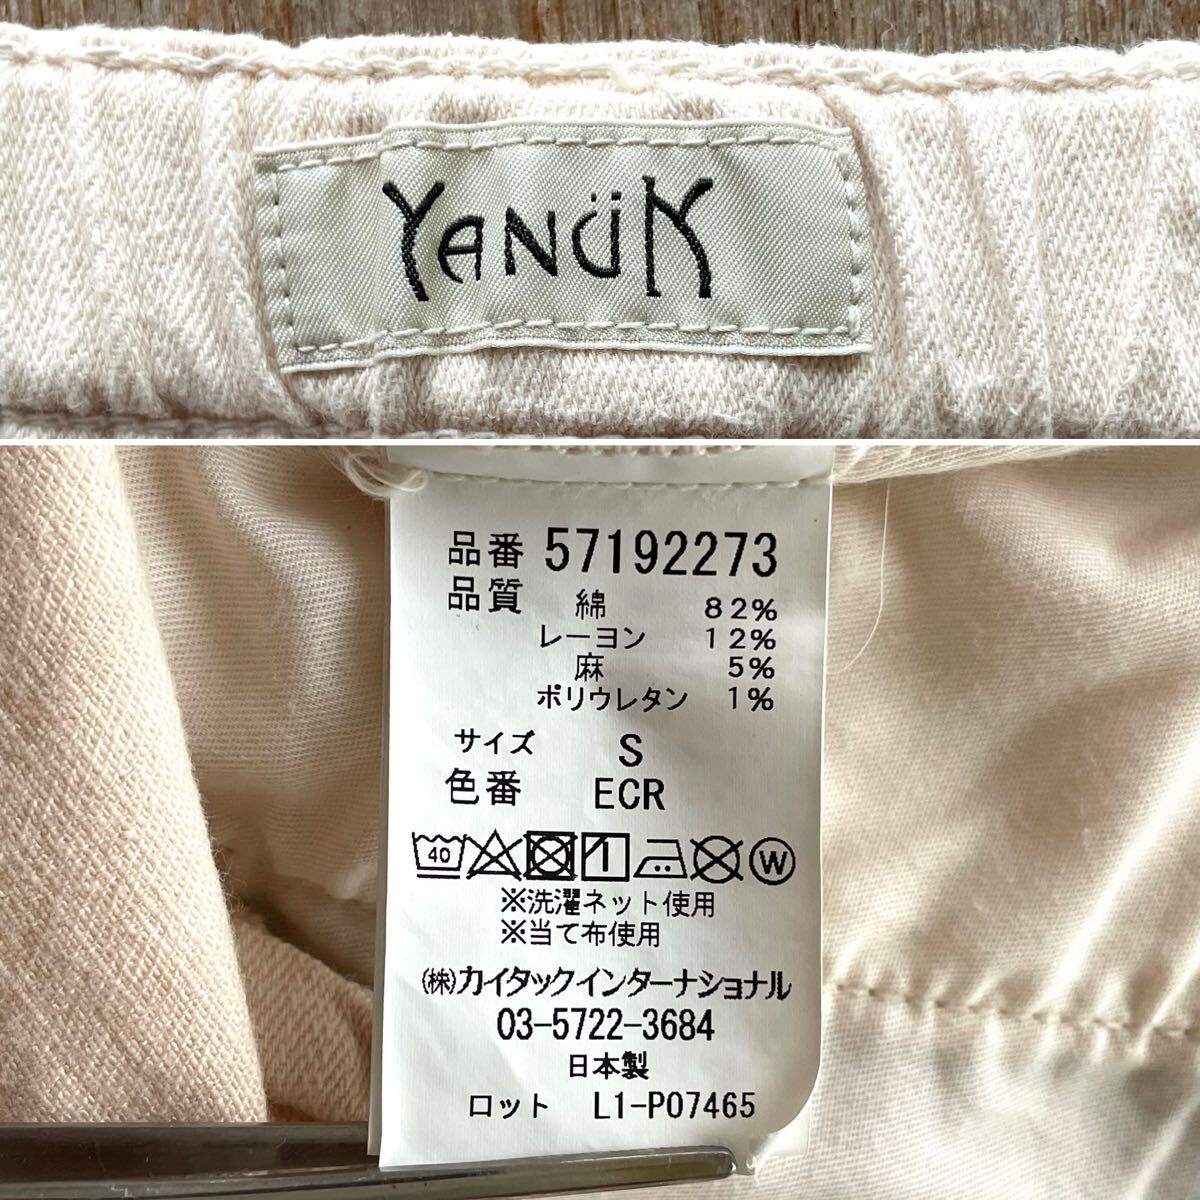 YANÜK
品番 57192273
品質 綿 82%
レーヨン 12%
麻 5%
ポリウレタン 1%
サイズ S
色番 ECR
40 W
※洗濯ネット使用
※当て布使用
㈱カイタックインターナショナル
03-5722-3684
日本製
ロット L1-P07465